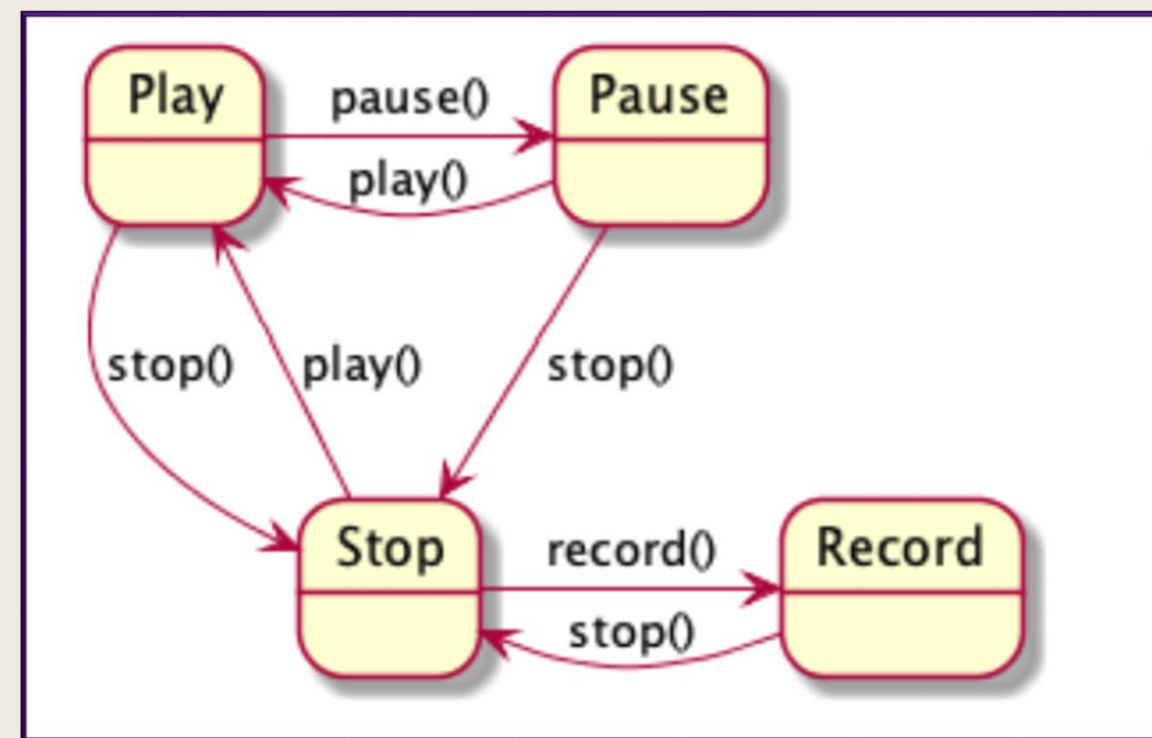 Play
pause()
Pause
play()
stop()
play()
stop()
Stop
record()
Record
stop()